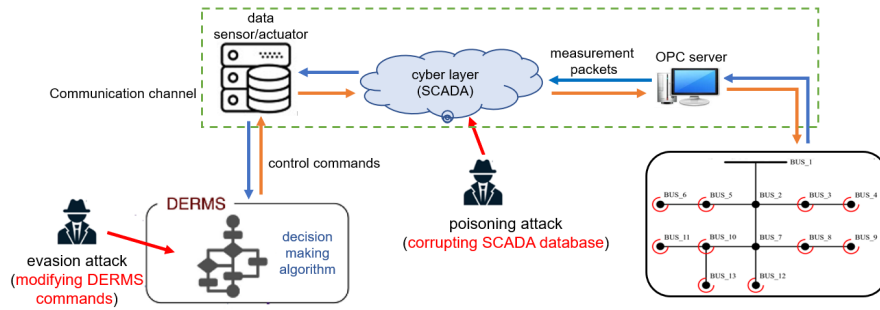 data
sensor/actuator
Communication channel
cyber layer
(SCADA)
measurement
packets
OPC server
control commands
DERMS
decision
making
algorithm
evasion attack
(modifying DERMS
commands)
poisoning attack
(corrupting SCADA database)
BUS_1
BUS_6
BUS_5
BUS_2
BUS_3
BUS_4
BUS_11
BUS_10
BUS_7
BUS_8
BUS_9
BUS_13
BUS_12